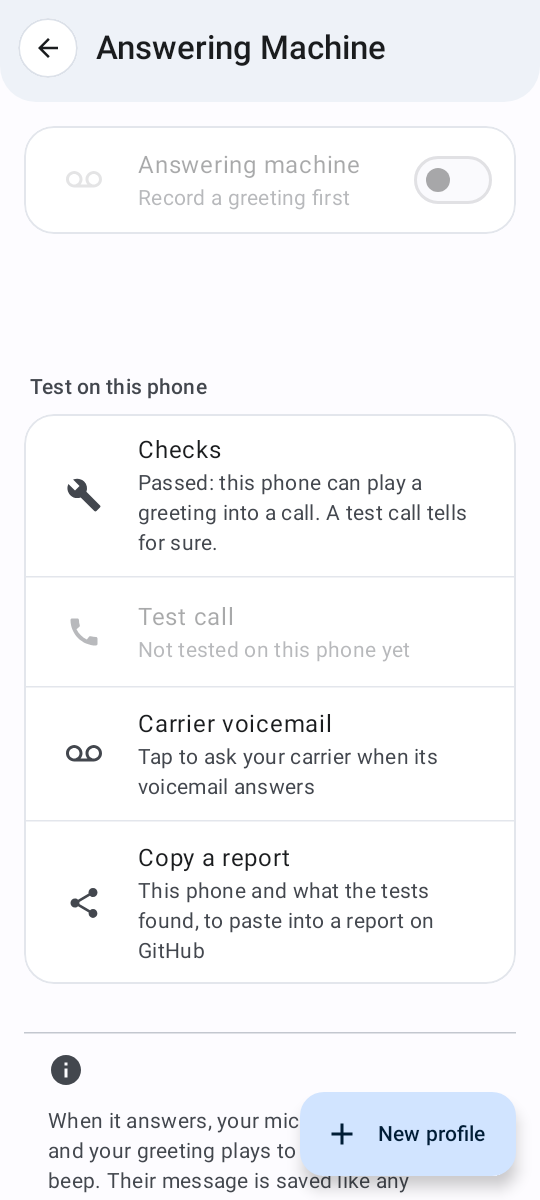 Answering Machine
Answering machine
Record a greeting first
Test on this phone
Checks
Passed: this phone can play a
greeting into a call. A test call tells
for sure.
Test call
Not tested on this phone yet
Carrier voicemail
Tap to ask your carrier when its
voicemail answers
Copy a report
This phone and what the tests
found, to paste into a report on
GitHub
When it answers, your mic
and your greeting plays to
New profile
beep. Their message is saved like any